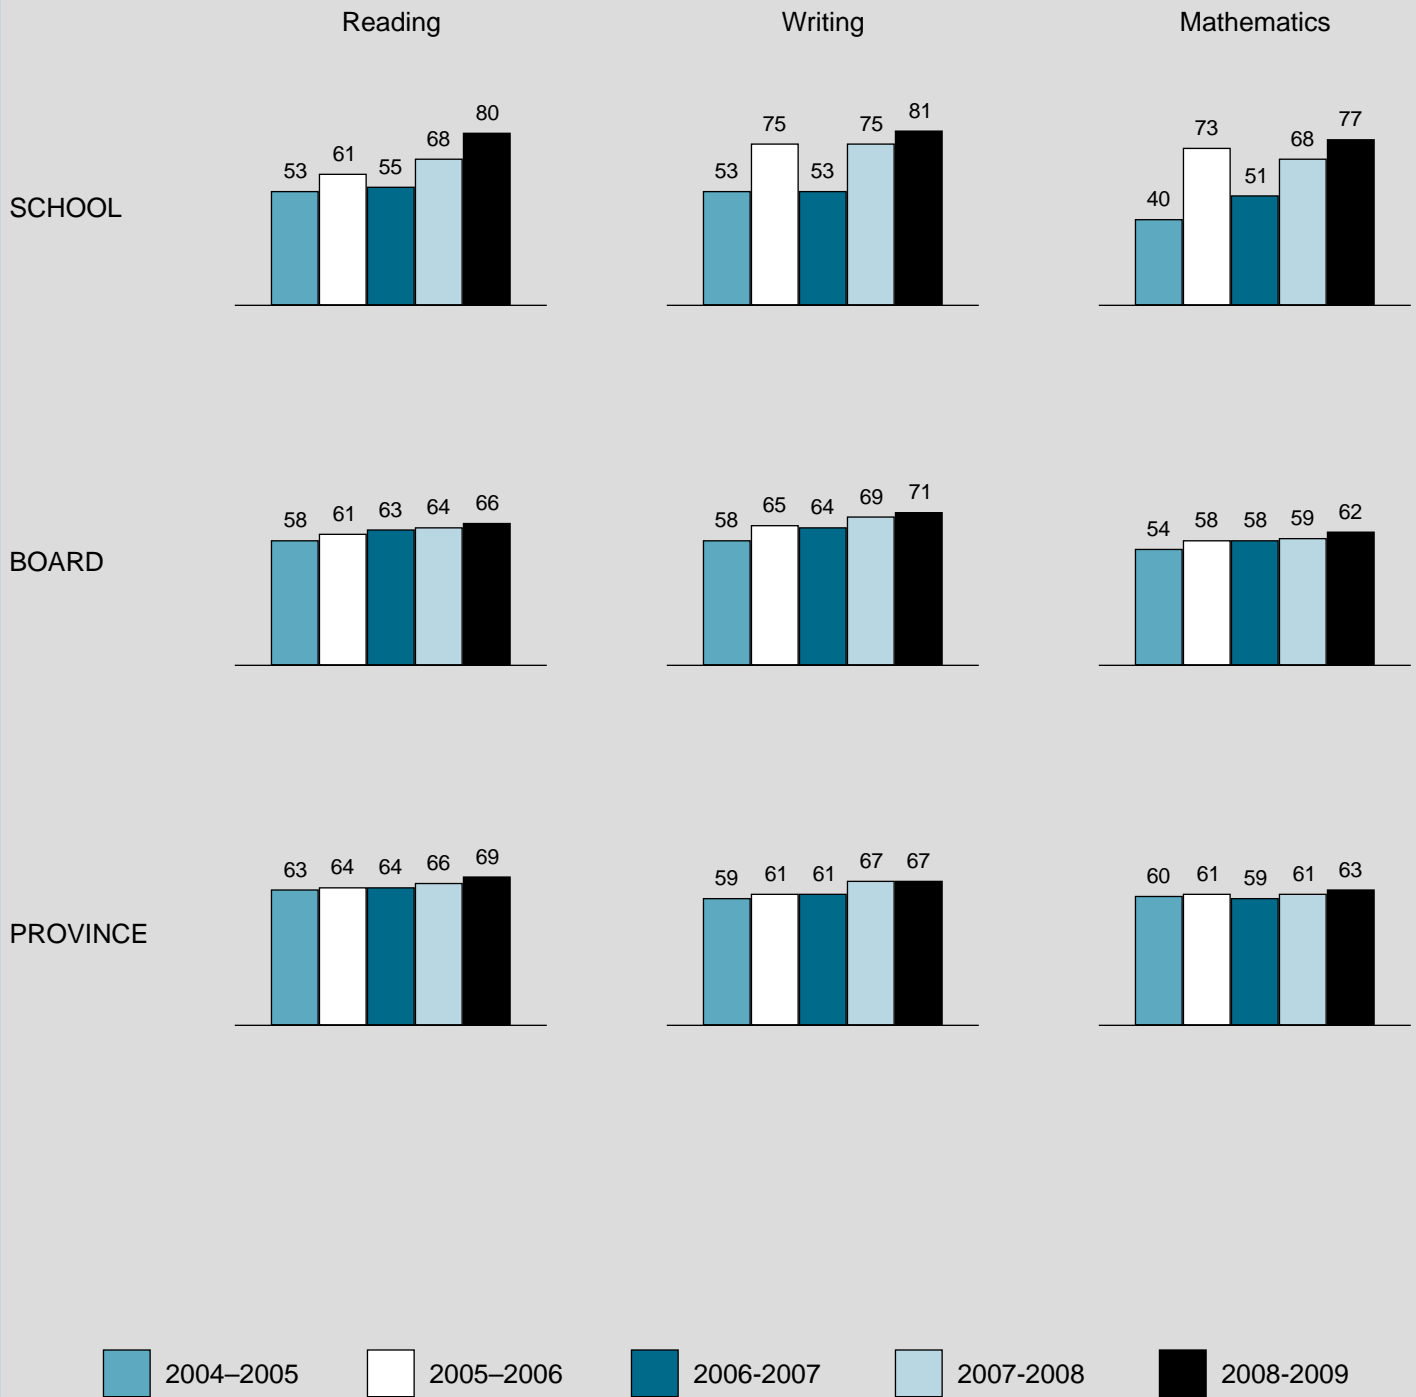 Reading Writing Mathematics
SCHOOL
53 61 55 68 80
53 75 53 75 81
40 73 51 68 77
BOARD
58 61 63 64 66
58 65 64 69 71
54 58 58 59 62
PROVINCE
63 64 64 66 69
59 61 61 67 67
60 61 59 61 63
2004–2005 2005–2006 2006-2007 2007-2008 2008-2009